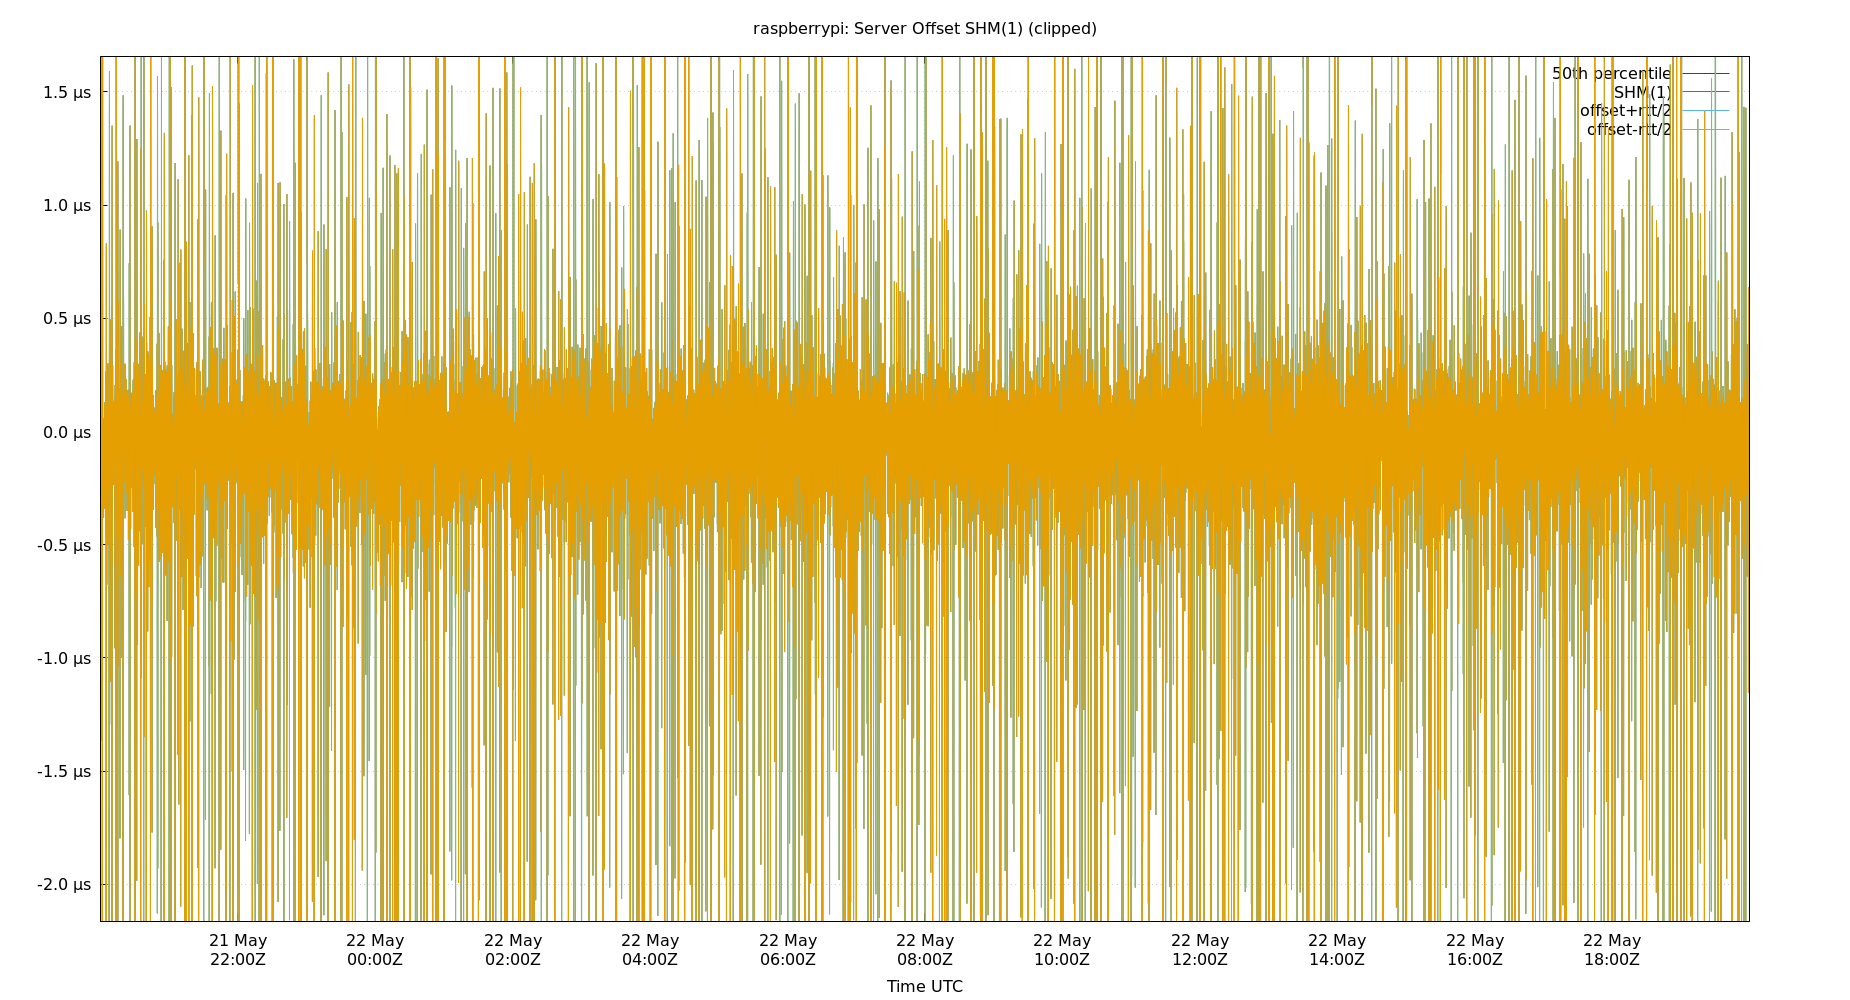 raspberrypi: Server Offset SHM(1) (clipped)
50th percentile
SHM(1)
offset+rtt/2
offset-rtt/2
1.5 µs
1.0 µs
0.5 µs
0.0 µs
-0.5 µs
-1.0 µs
-1.5 µs
-2.0 µs
21 May 22 May 22 May 22 May 22 May 22 May 22 May 22 May 22 May 22 May 22 May
22:00Z 00:00Z 02:00Z 04:00Z 06:00Z 08:00Z 10:00Z 12:00Z 14:00Z 16:00Z 18:00Z
Time UTC